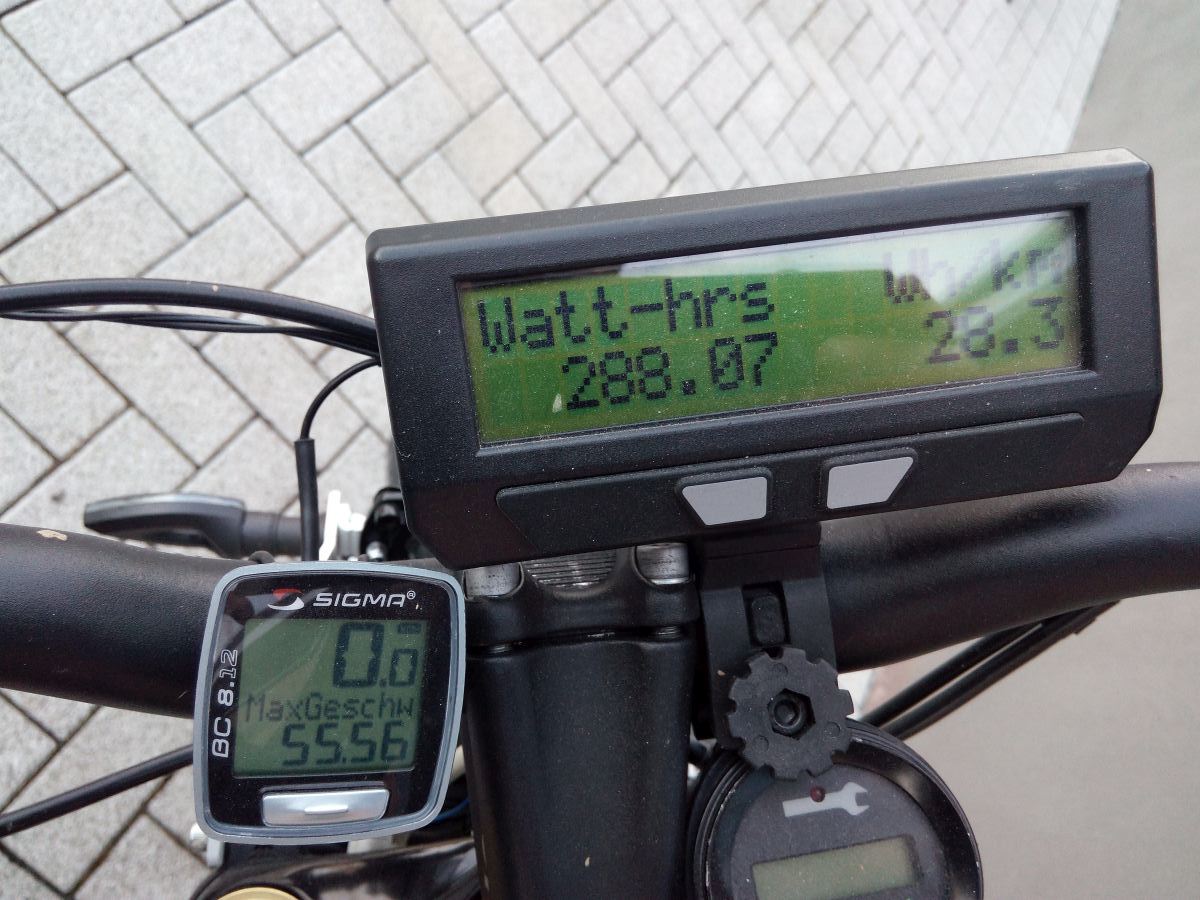 Watt-hrs Wh/km
288.07 28.3
SIGMA®
BC 8.12
0.0
MaxGeschw
55.56